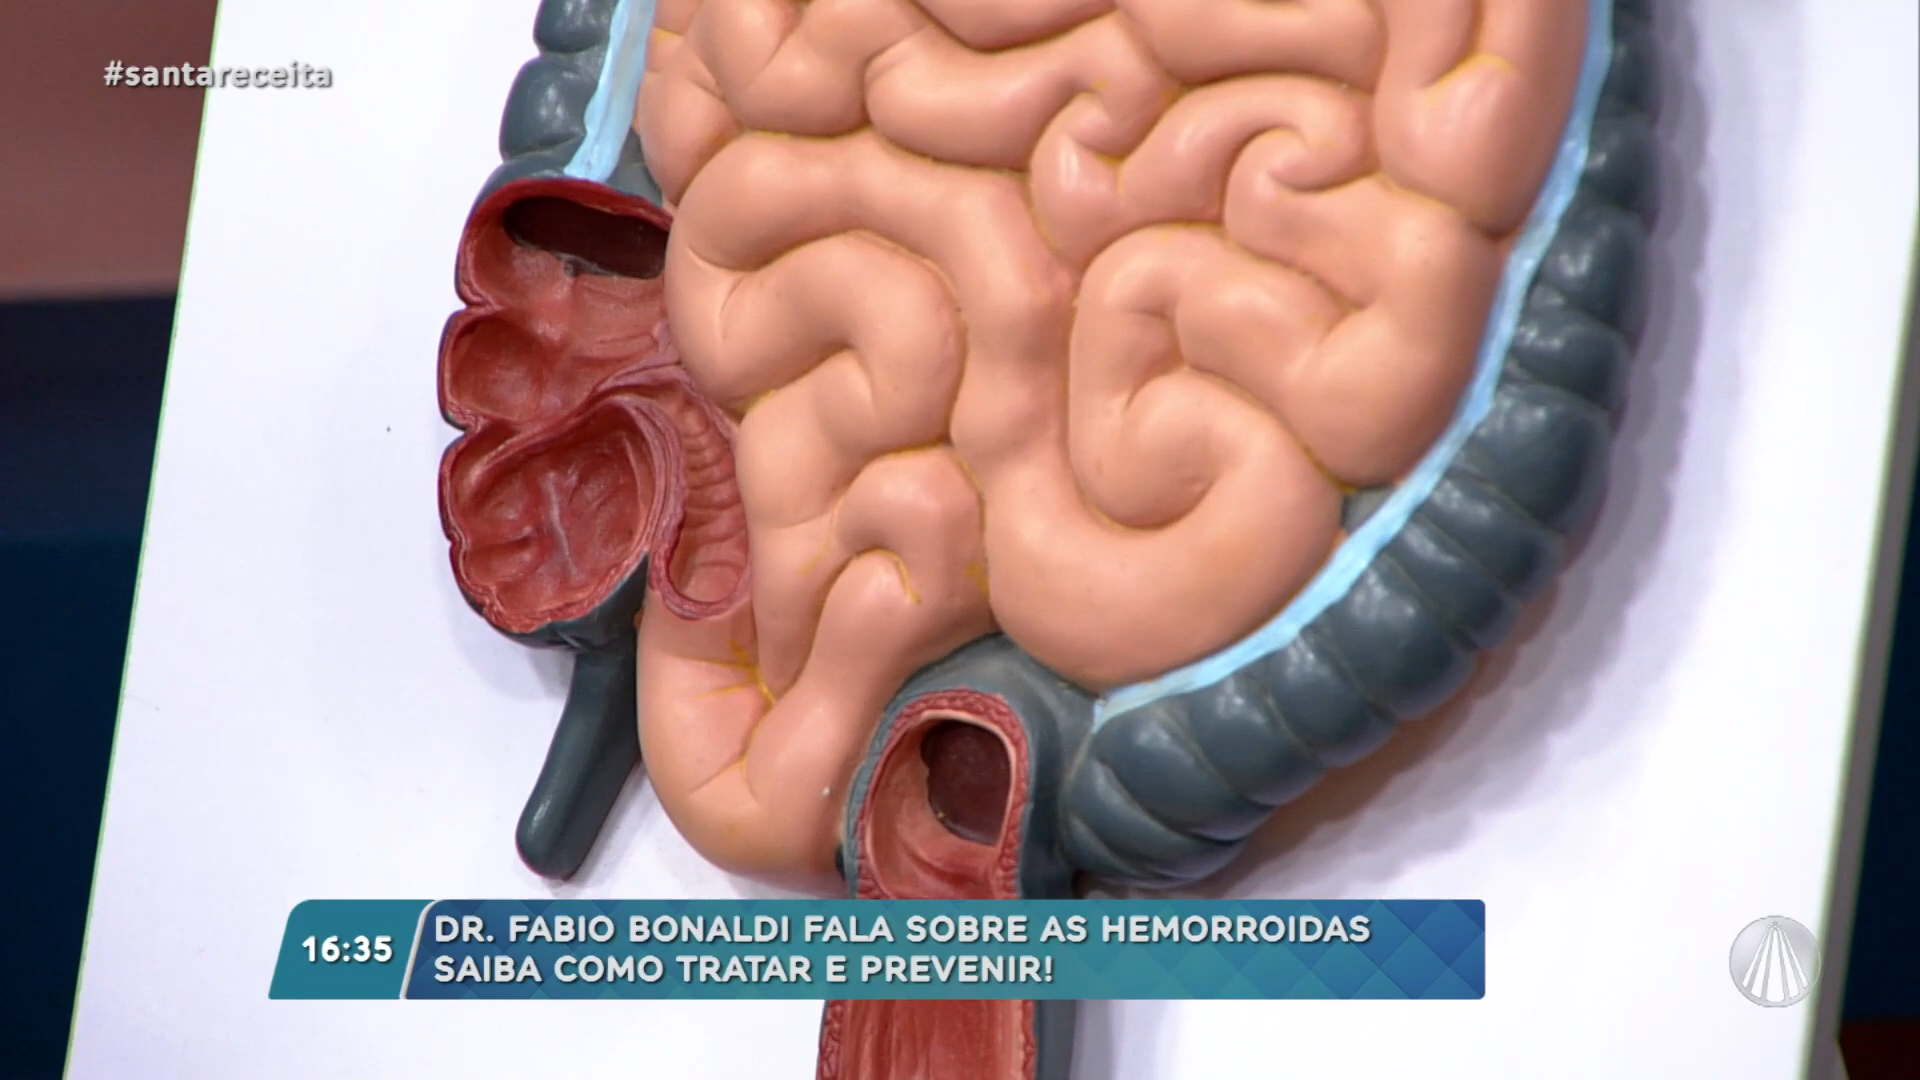 #santareceita
16:35
DR. FABIO BONALDI FALA SOBRE AS HEMORROIDAS
SAIBA COMO TRATAR E PREVENIR!